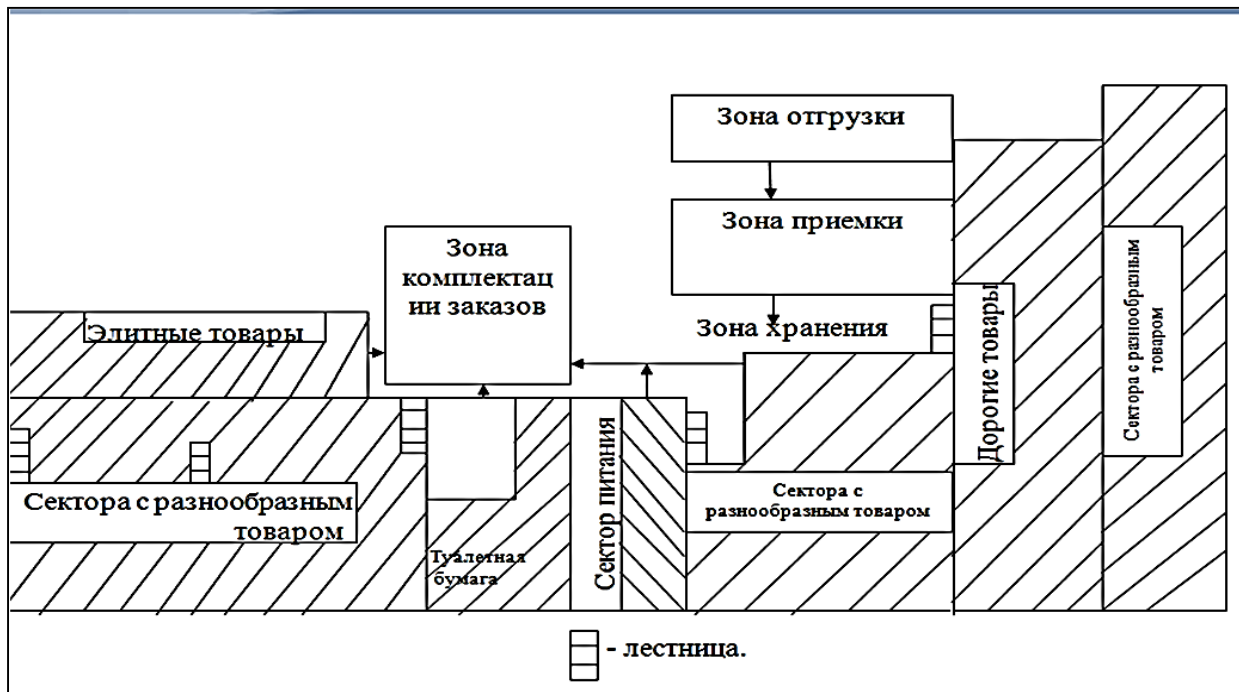 Зона отгрузки
Зона приемки
Зона
комплектац
ии заказов
Зона хранения
Элитные товары
Дорогие товары
Сектора с разнообразным
товаром
Сектор питания
Сектора с разнообразным
товаром
Сектора с
разнообразным товаром
Туалетная
бумага
- лестница.